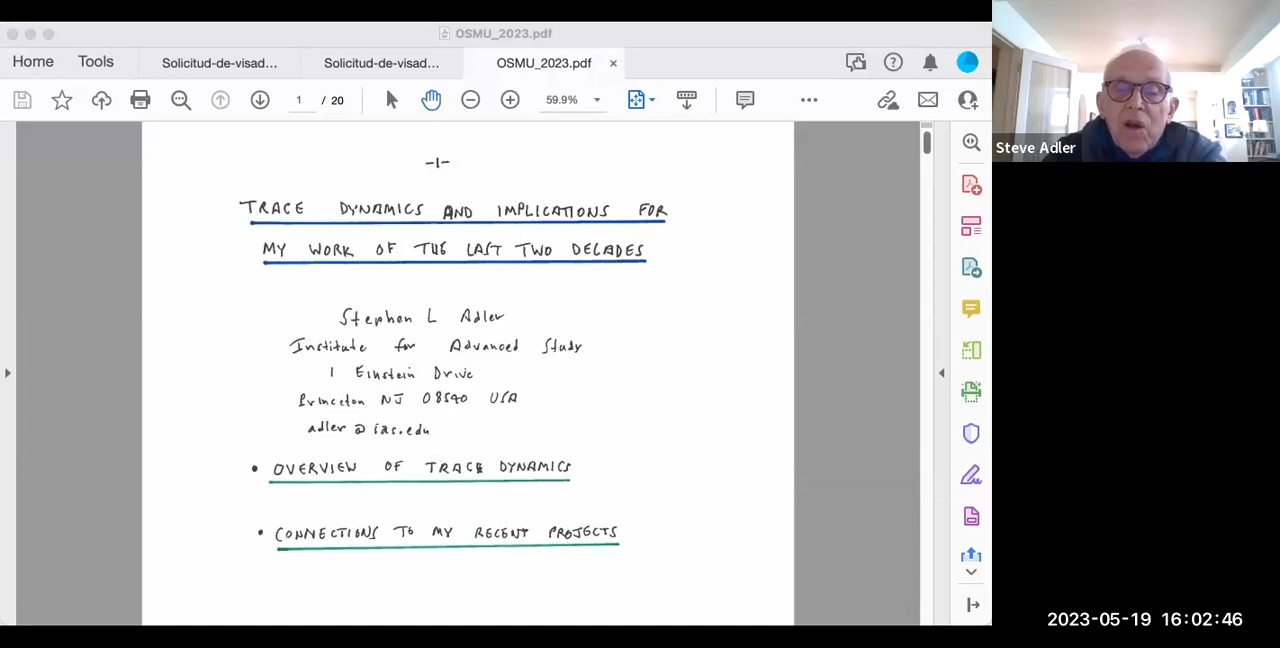 OSMU_2023.pdf
Home Tools Solicitud-de-visad... Solicitud-de-visad... OSMU_2023.pdf ×
1 / 20 59.9%
-1-
TRACE DYNAMICS AND IMPLICATIONS FOR
MY WORK OF THE LAST TWO DECADES
Stephen L Adler
Institute for Advanced Study
1 Einstein Drive
Princeton NJ 08540 USA
adler @ ias.edu
• OVERVIEW OF TRACE DYNAMICS
• CONNECTIONS TO MY RECENT PROJECTS
Steve Adler
2023-05-19 16:02:46